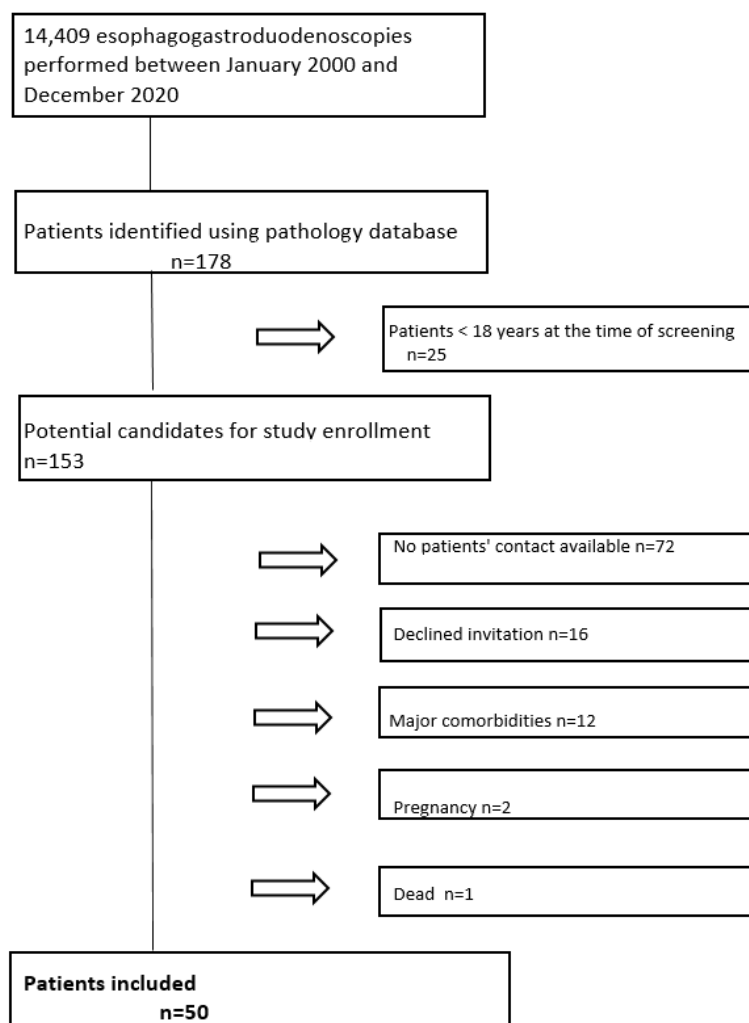 14,409 esophagogastroduodenoscopies
performed between January 2000 and
December 2020
Patients identified using pathology database
n=178
Patients < 18 years at the time of screening
n=25
Potential candidates for study enrollment
n=153
No patients' contact available n=72
Declined invitation n=16
Major comorbidities n=12
Pregnancy n=2
Dead n=1
Patients included
n=50